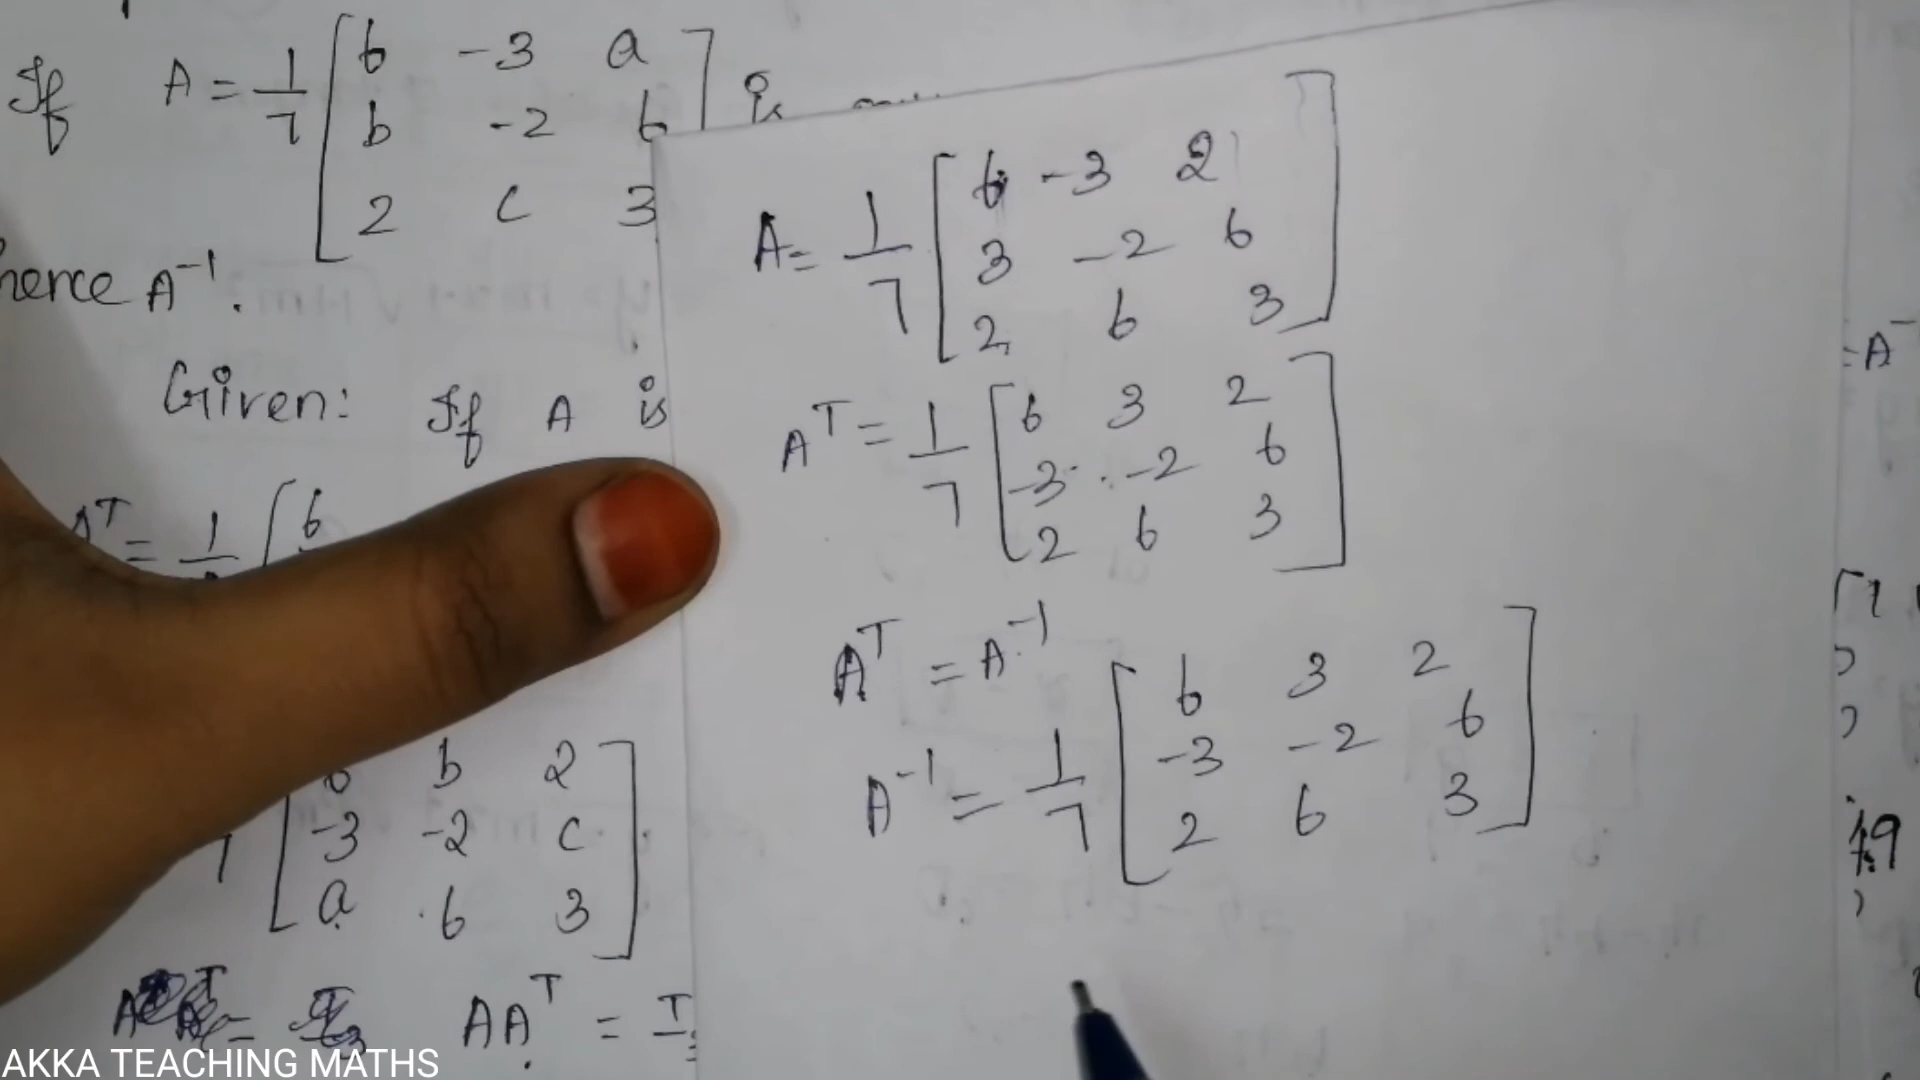 If A = 1/7 [ 6 -3 a ] is
b -2 6
2 c 3
hence A⁻¹.
Given: If A is
Aᵀ = 1 [ 6
b 2
-3 -2 c
a 6 3
AAᵀ = I
A = 1/7 [ 6 -3 2 ]
3 -2 6
2 6 3
Aᵀ = 1/7 [ 6 3 2 ]
-3 -2 6
2 6 3
Aᵀ = A⁻¹
A⁻¹ = 1/7 [ 6 3 2 ]
-3 -2 6
2 6 3
= A⁻
49
AKKA TEACHING MATHS